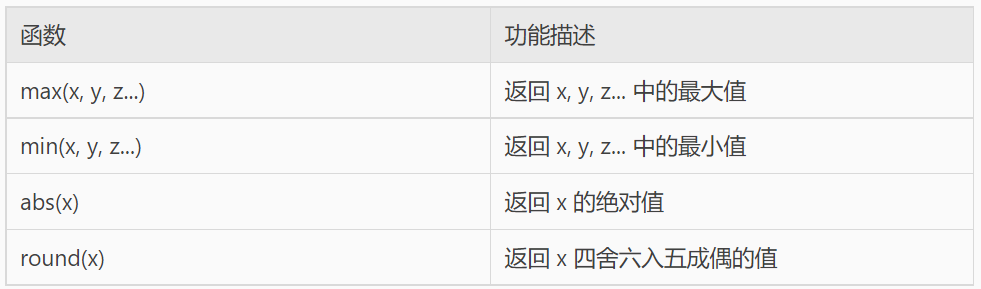 函数 功能描述
max(x, y, z...) 返回 x, y, z... 中的最大值
min(x, y, z...) 返回 x, y, z... 中的最小值
abs(x) 返回 x 的绝对值
round(x) 返回 x 四舍六入五成偶的值